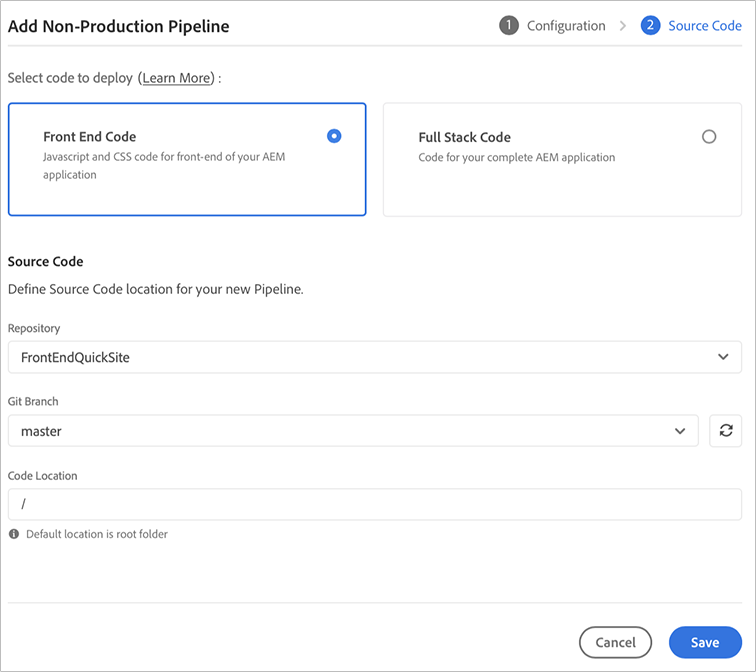 Add Non-Production Pipeline
1 Configuration
2 Source Code
Select code to deploy (Learn More) :
Front End Code
Javascript and CSS code for front-end of your AEM
application
Full Stack Code
Code for your complete AEM application
Source Code
Define Source Code location for your new Pipeline.
Repository
FrontEndQuickSite
Git Branch
master
Code Location
/
Default location is root folder
Cancel
Save